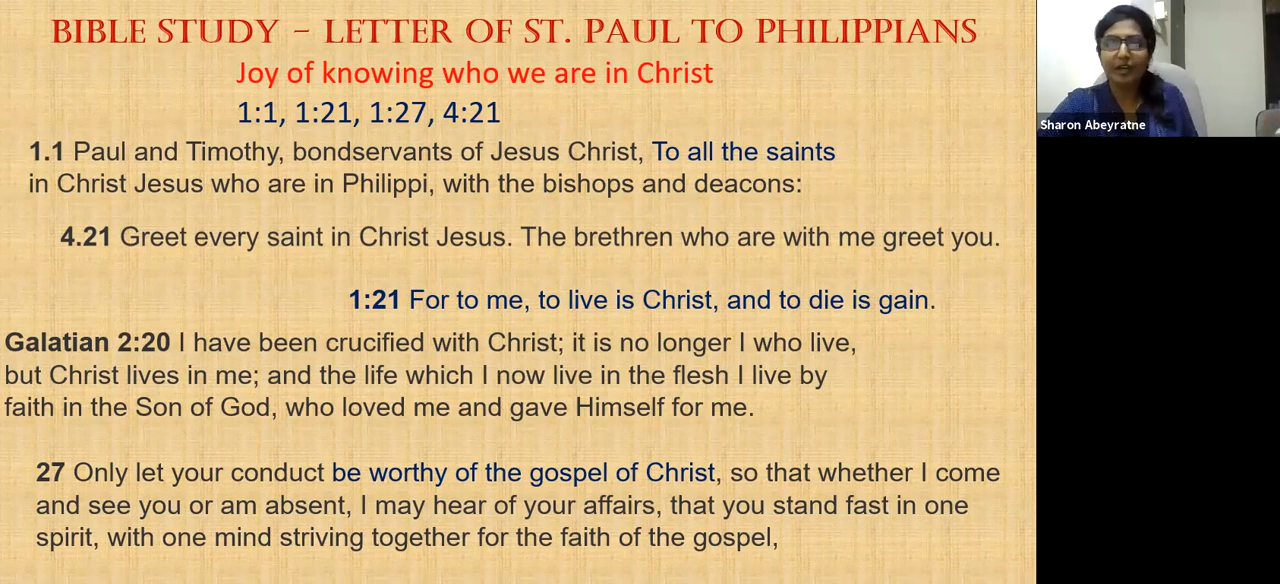 BIBLE STUDY – LETTER OF ST. PAUL TO PHILIPPIANS
Joy of knowing who we are in Christ
1:1, 1:21, 1:27, 4:21
1.1 Paul and Timothy, bondservants of Jesus Christ, To all the saints
in Christ Jesus who are in Philippi, with the bishops and deacons:
4.21 Greet every saint in Christ Jesus. The brethren who are with me greet you.
1:21 For to me, to live is Christ, and to die is gain.
Galatian 2:20 I have been crucified with Christ; it is no longer I who live,
but Christ lives in me; and the life which I now live in the flesh I live by
faith in the Son of God, who loved me and gave Himself for me.
27 Only let your conduct be worthy of the gospel of Christ, so that whether I come
and see you or am absent, I may hear of your affairs, that you stand fast in one
spirit, with one mind striving together for the faith of the gospel,
Sharon Abeyratne